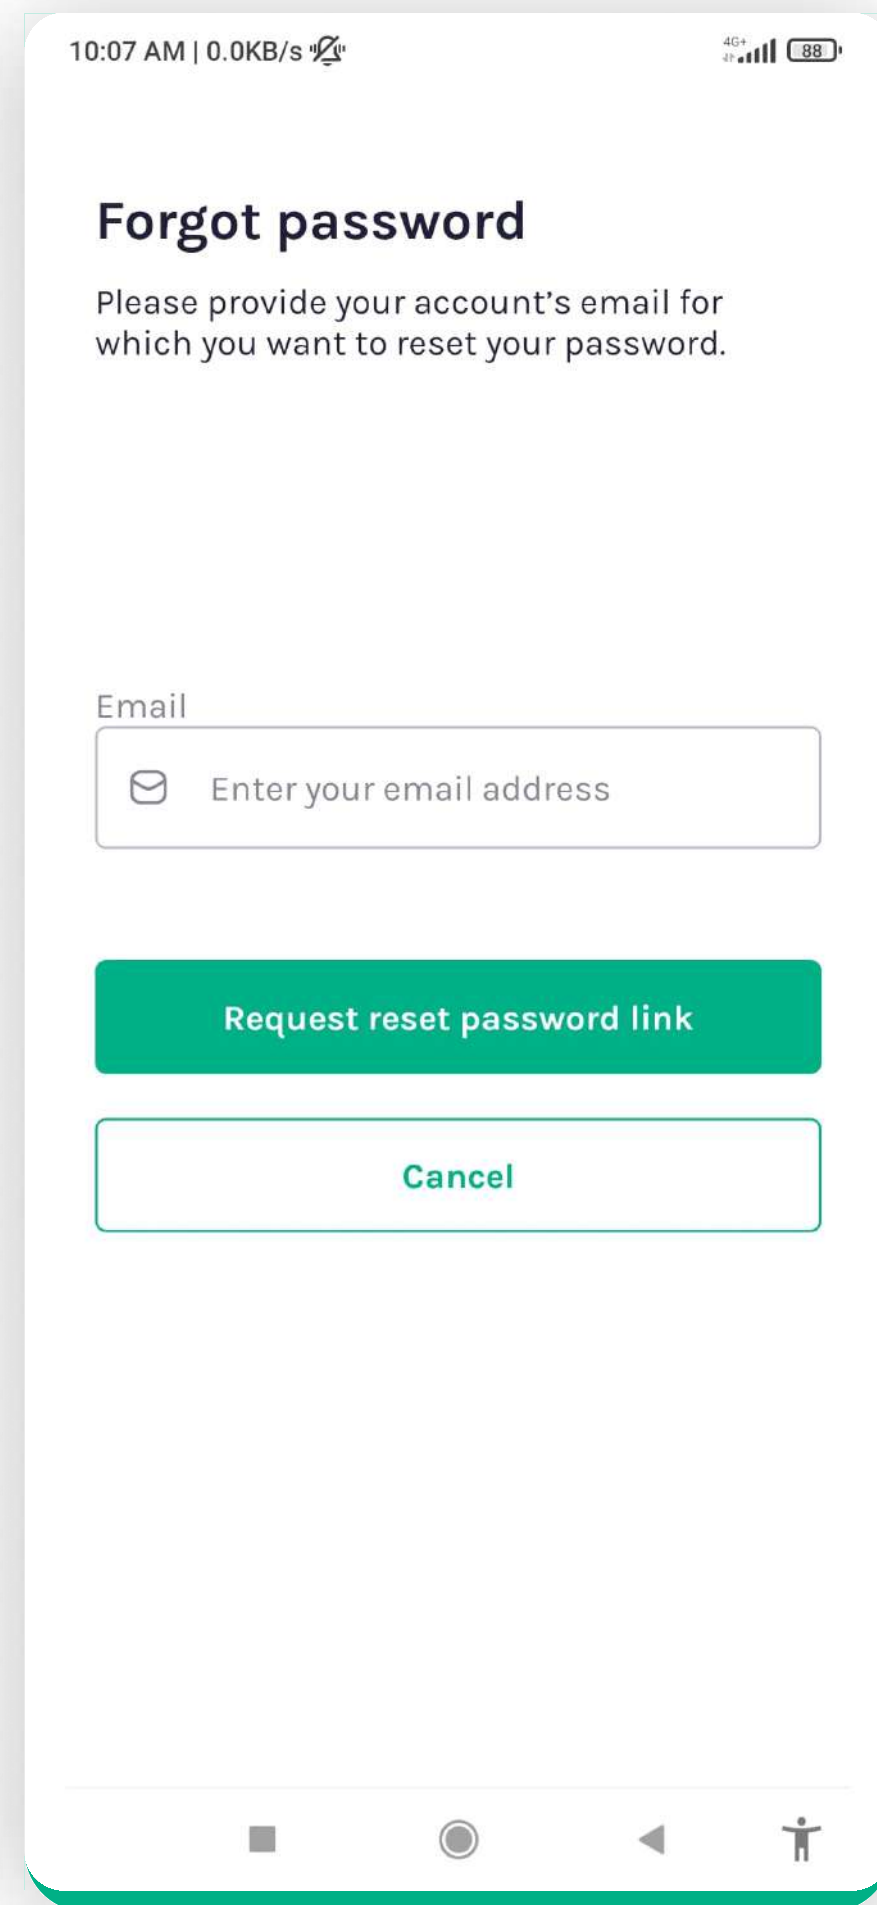 10:07 AM | 0.0KB/s
4G+
88
Forgot password
Please provide your account's email for
which you want to reset your password.
Email
Enter your email address
Request reset password link
Cancel